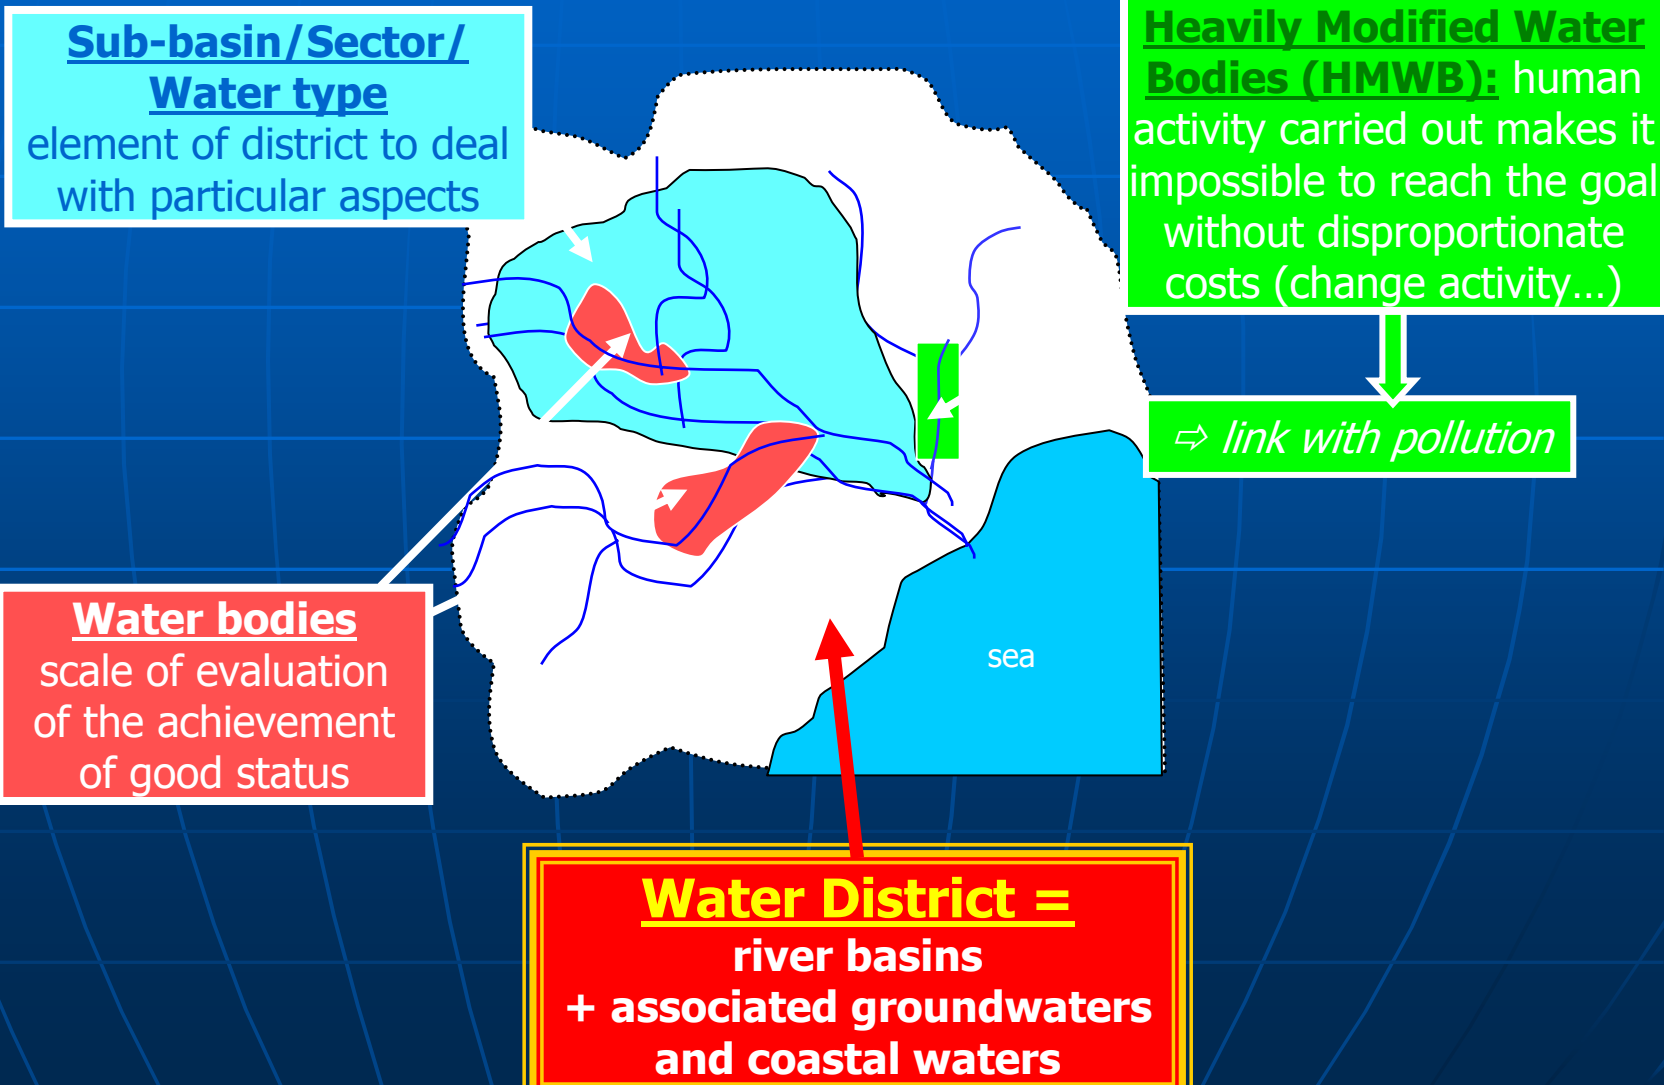 Sub-basin/Sector/
Water type
element of district to deal
with particular aspects
Heavily Modified Water
Bodies (HMWB): human
activity carried out makes it
impossible to reach the goal
without disproportionate
costs (change activity…)
⇨ link with pollution
sea
Water bodies
scale of evaluation
of the achievement
of good status
Water District =
river basins
+ associated groundwaters
and coastal waters